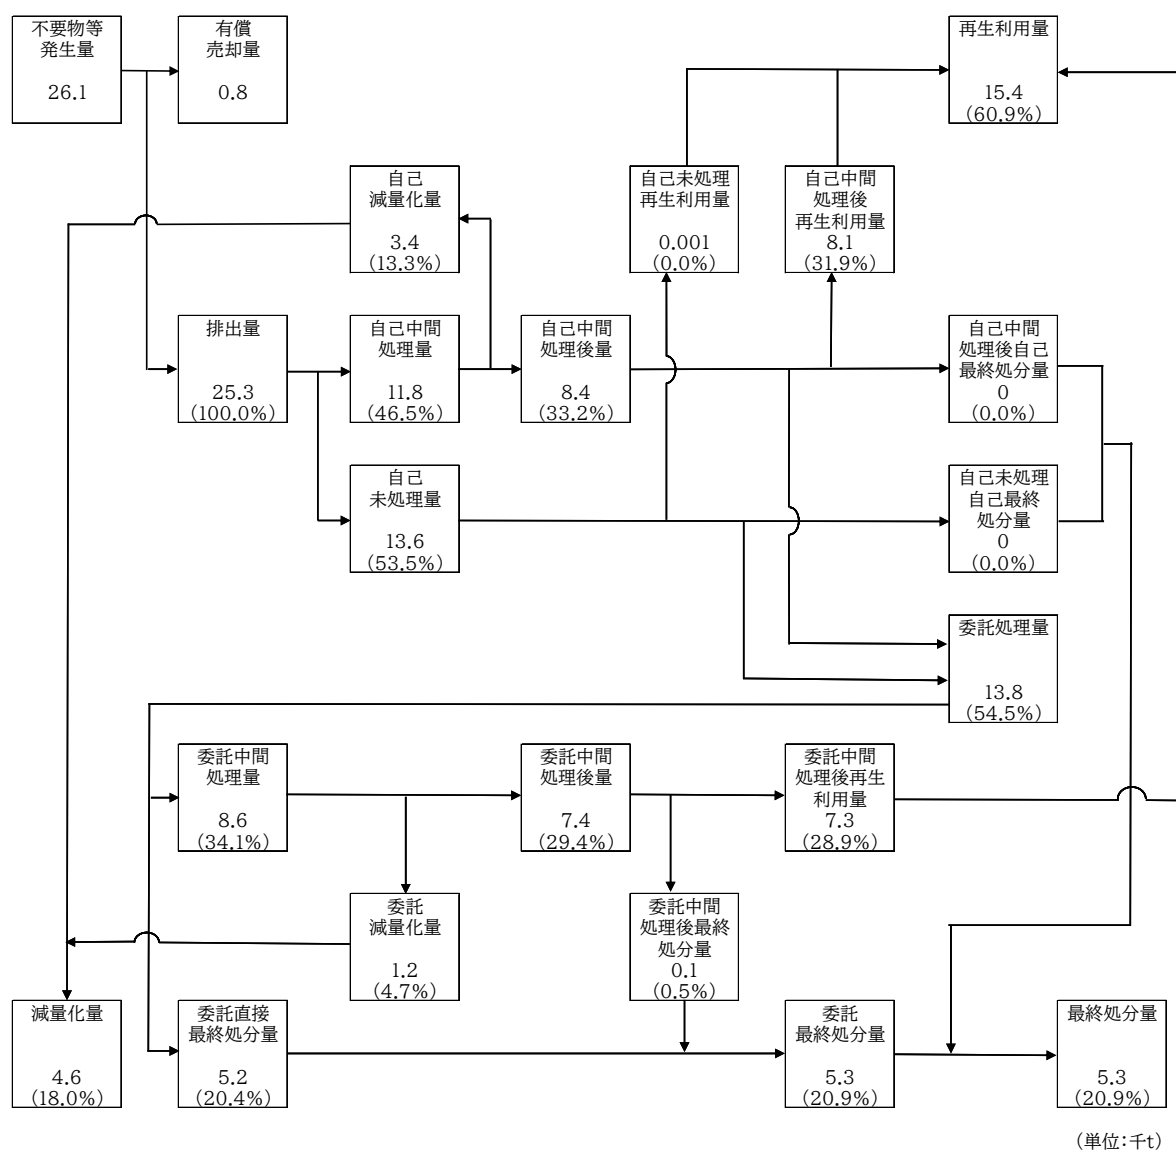 不要物等
発生量
26.1
有償
売却量
0.8
再生利用量
15.4
(60.9%)
自己
減量化量
3.4
(13.3%)
自己未処理
再生利用量
0.001
(0.0%)
自己中間
処理後
再生利用量
8.1
(31.9%)
排出量
25.3
(100.0%)
自己中間
処理量
11.8
(46.5%)
自己中間
処理後量
8.4
(33.2%)
自己中間
処理後自己
最終処分量
0
(0.0%)
自己
未処理量
13.6
(53.5%)
自己未処理
自己最終
処分量
0
(0.0%)
委託処理量
13.8
(54.5%)
委託中間
処理量
8.6
(34.1%)
委託中間
処理後量
7.4
(29.4%)
委託中間
処理後再生
利用量
7.3
(28.9%)
委託
減量化量
1.2
(4.7%)
委託中間
処理後最終
処分量
0.1
(0.5%)
減量化量
4.6
(18.0%)
委託直接
最終処分量
5.2
(20.4%)
委託
最終処分量
5.3
(20.9%)
最終処分量
5.3
(20.9%)
(単位:千t)